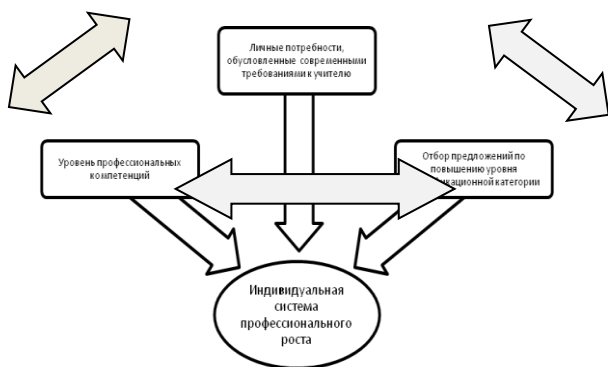 Личные потребности,
обусловленные современными
требованиями к учителю
Уровень профессиональных
компетенций
Отбор предложений по
повышению уровня
категории
Индивидуальная
система
профессионального
роста